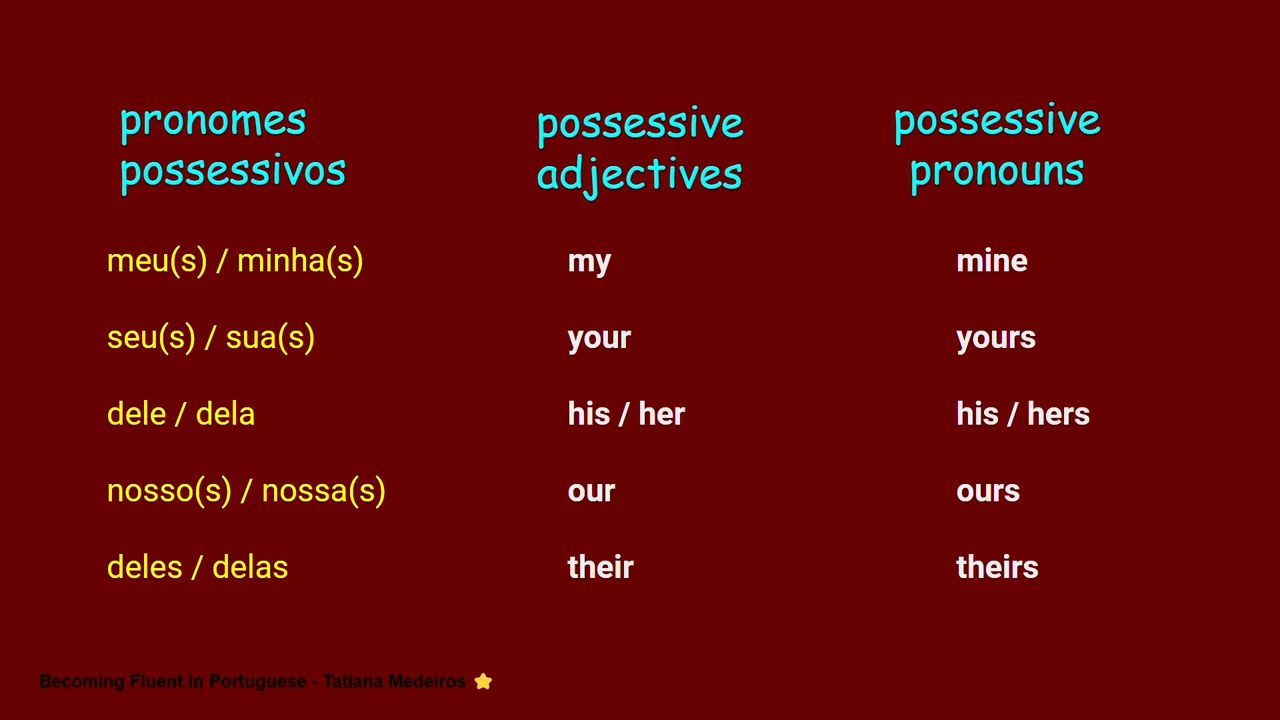 pronomes possessivos
possessive adjectives
possessive pronouns
meu(s) / minha(s) my mine
seu(s) / sua(s) your yours
dele / dela his / her his / hers
nosso(s) / nossa(s) our ours
deles / delas their theirs
Becoming Fluent in Portuguese - Tatiana Medeiros